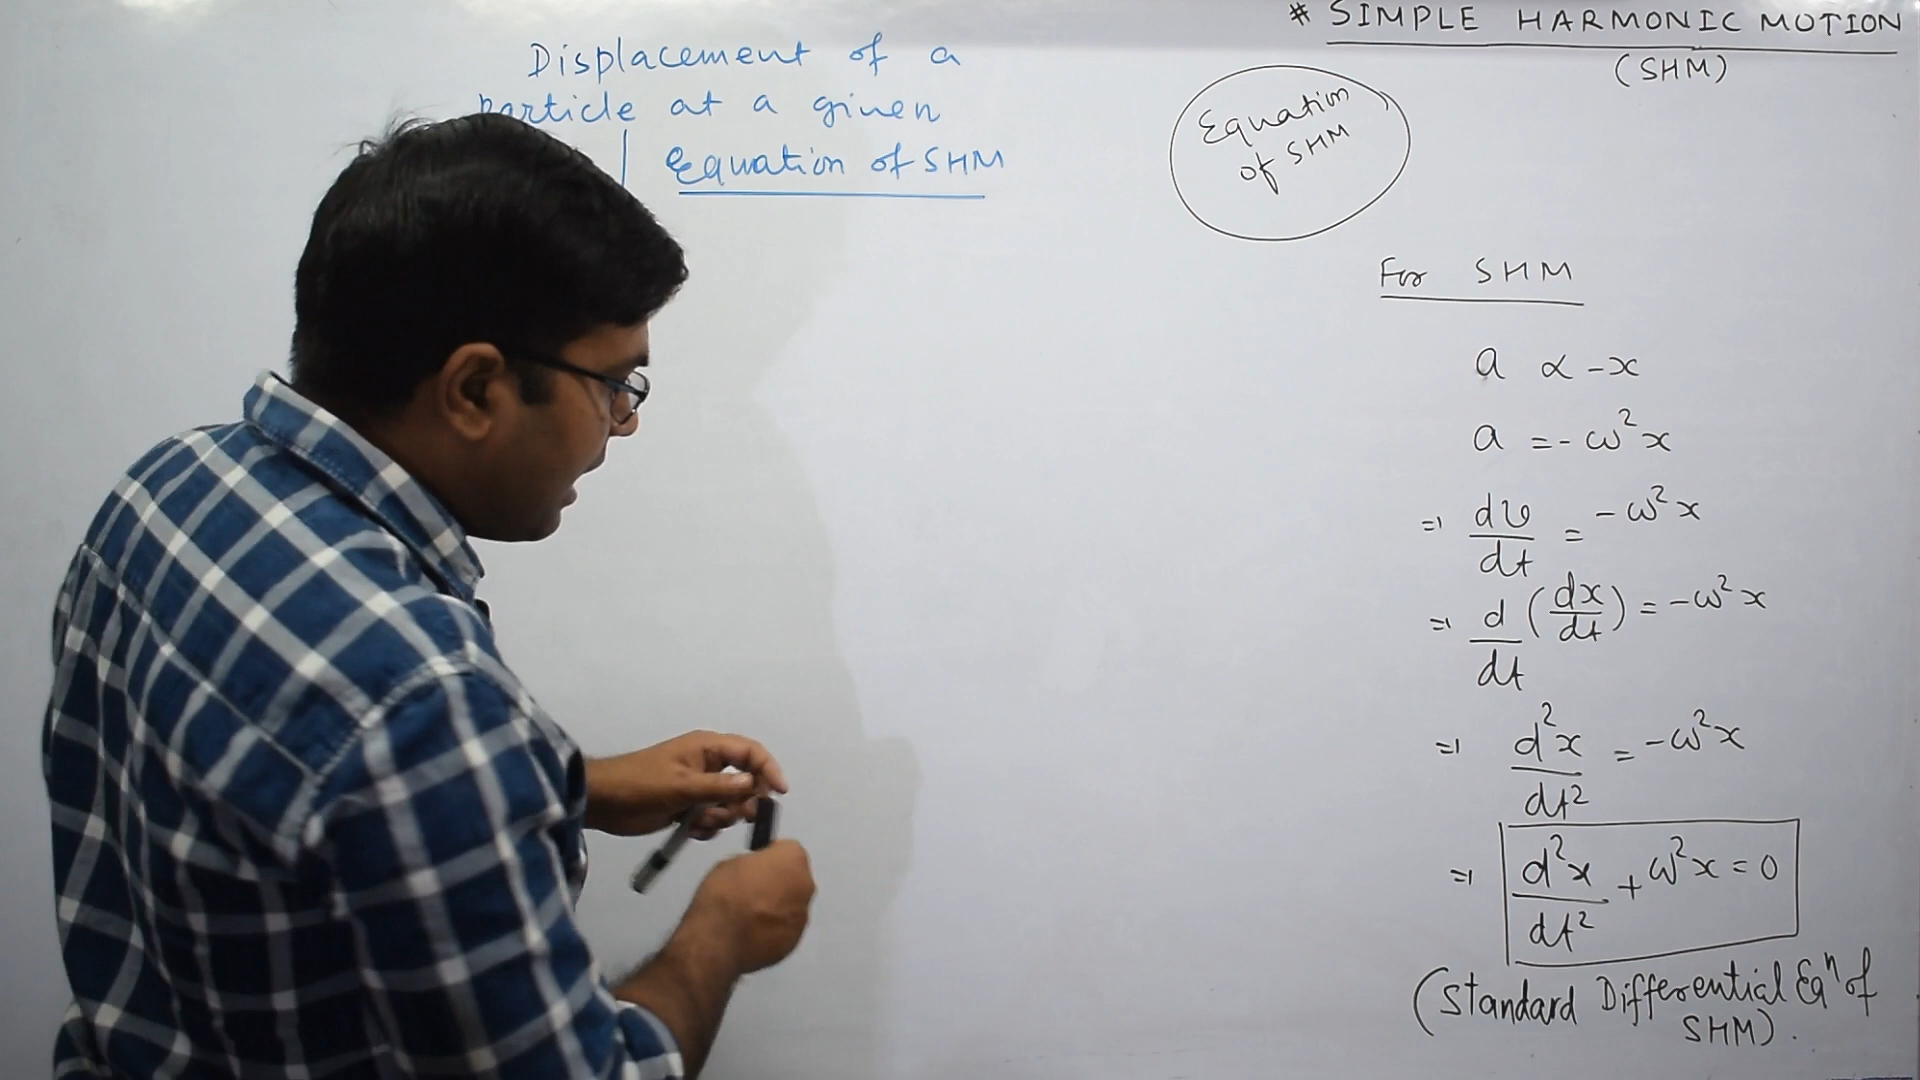 # SIMPLE HARMONIC MOTION
(SHM)
Displacement of a
particle at a given
Equation of SHM
Equation
of SHM
For SHM
a ∝ -x
a = -ω²x
⇒ dv/dt = -ω²x
⇒ d/dt (dx/dt) = -ω²x
⇒ d²x/dt² = -ω²x
⇒ d²x/dt² + ω²x = 0
(Standard Differential Eqⁿ of
SHM).